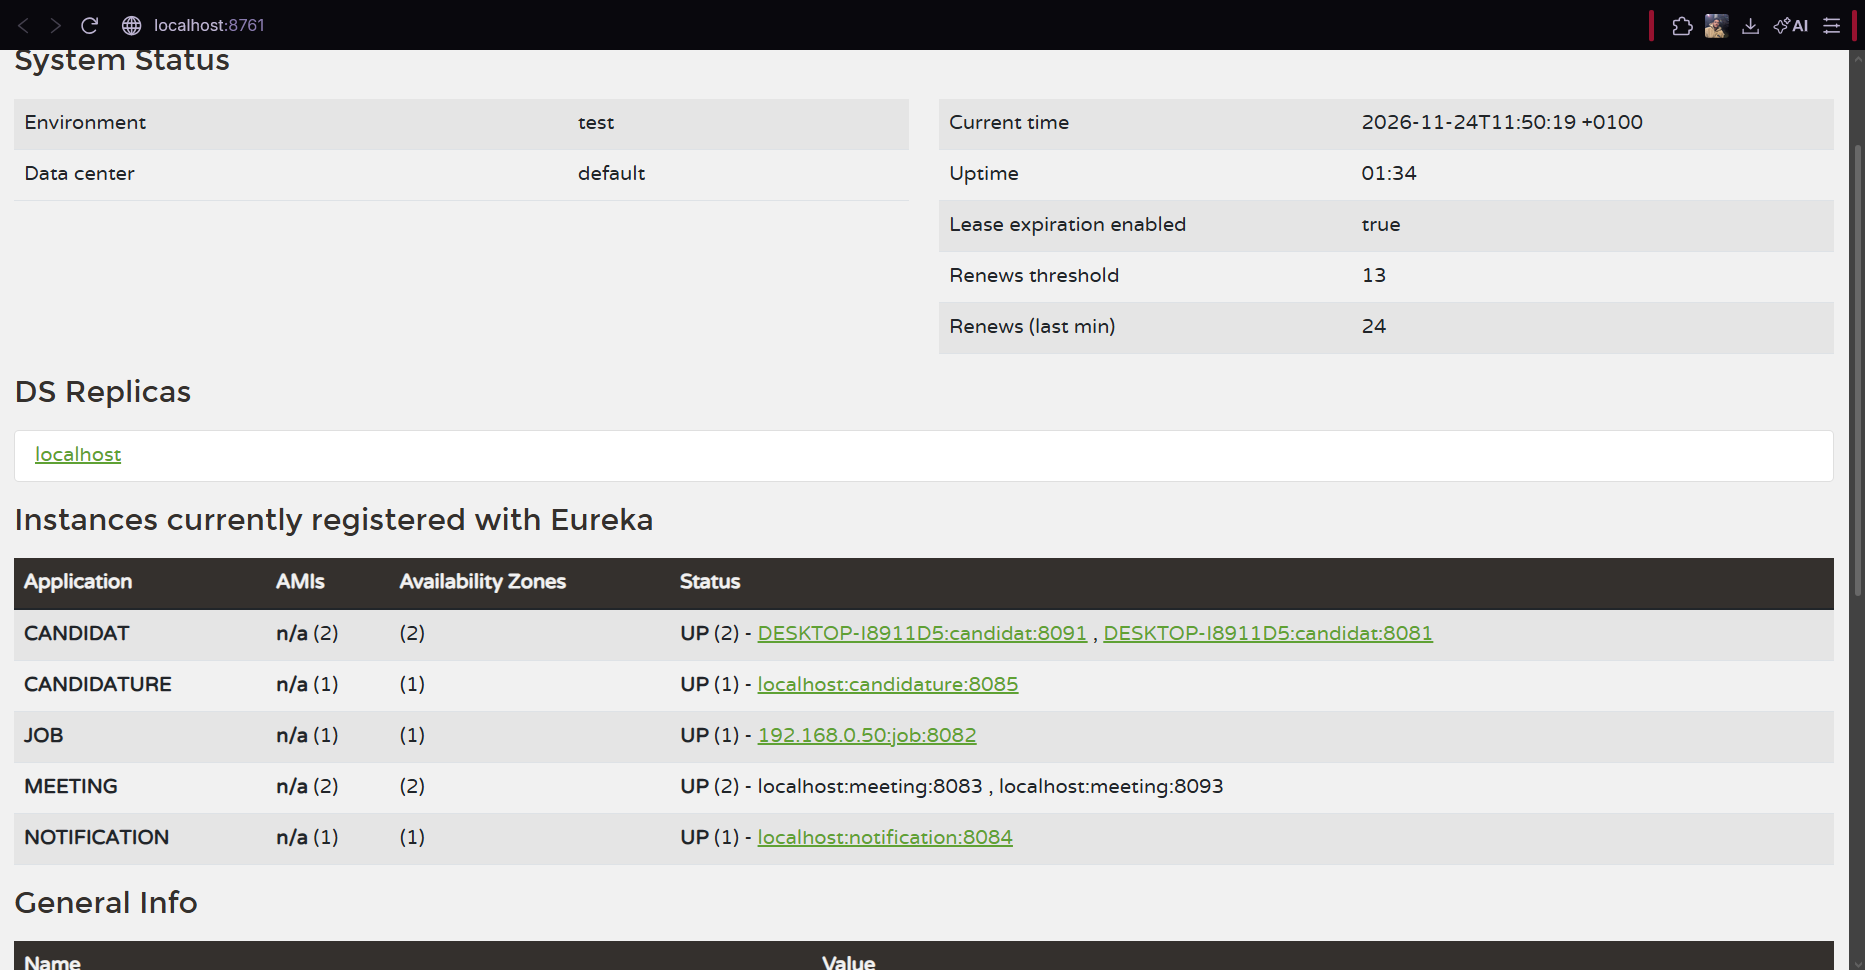 localhost:8761
AI
System Status
Environment test
Data center default
Current time 2026-11-24T11:50:19 +0100
Uptime 01:34
Lease expiration enabled true
Renews threshold 13
Renews (last min) 24
DS Replicas
localhost
Instances currently registered with Eureka
Application AMIs Availability Zones Status
CANDIDAT n/a (2) (2) UP (2) - DESKTOP-I8911D5:candidat:8091 , DESKTOP-I8911D5:candidat:8081
CANDIDATURE n/a (1) (1) UP (1) - localhost:candidature:8085
JOB n/a (1) (1) UP (1) - 192.168.0.50:job:8082
MEETING n/a (2) (2) UP (2) - localhost:meeting:8083 , localhost:meeting:8093
NOTIFICATION n/a (1) (1) UP (1) - localhost:notification:8084
General Info
Name Value